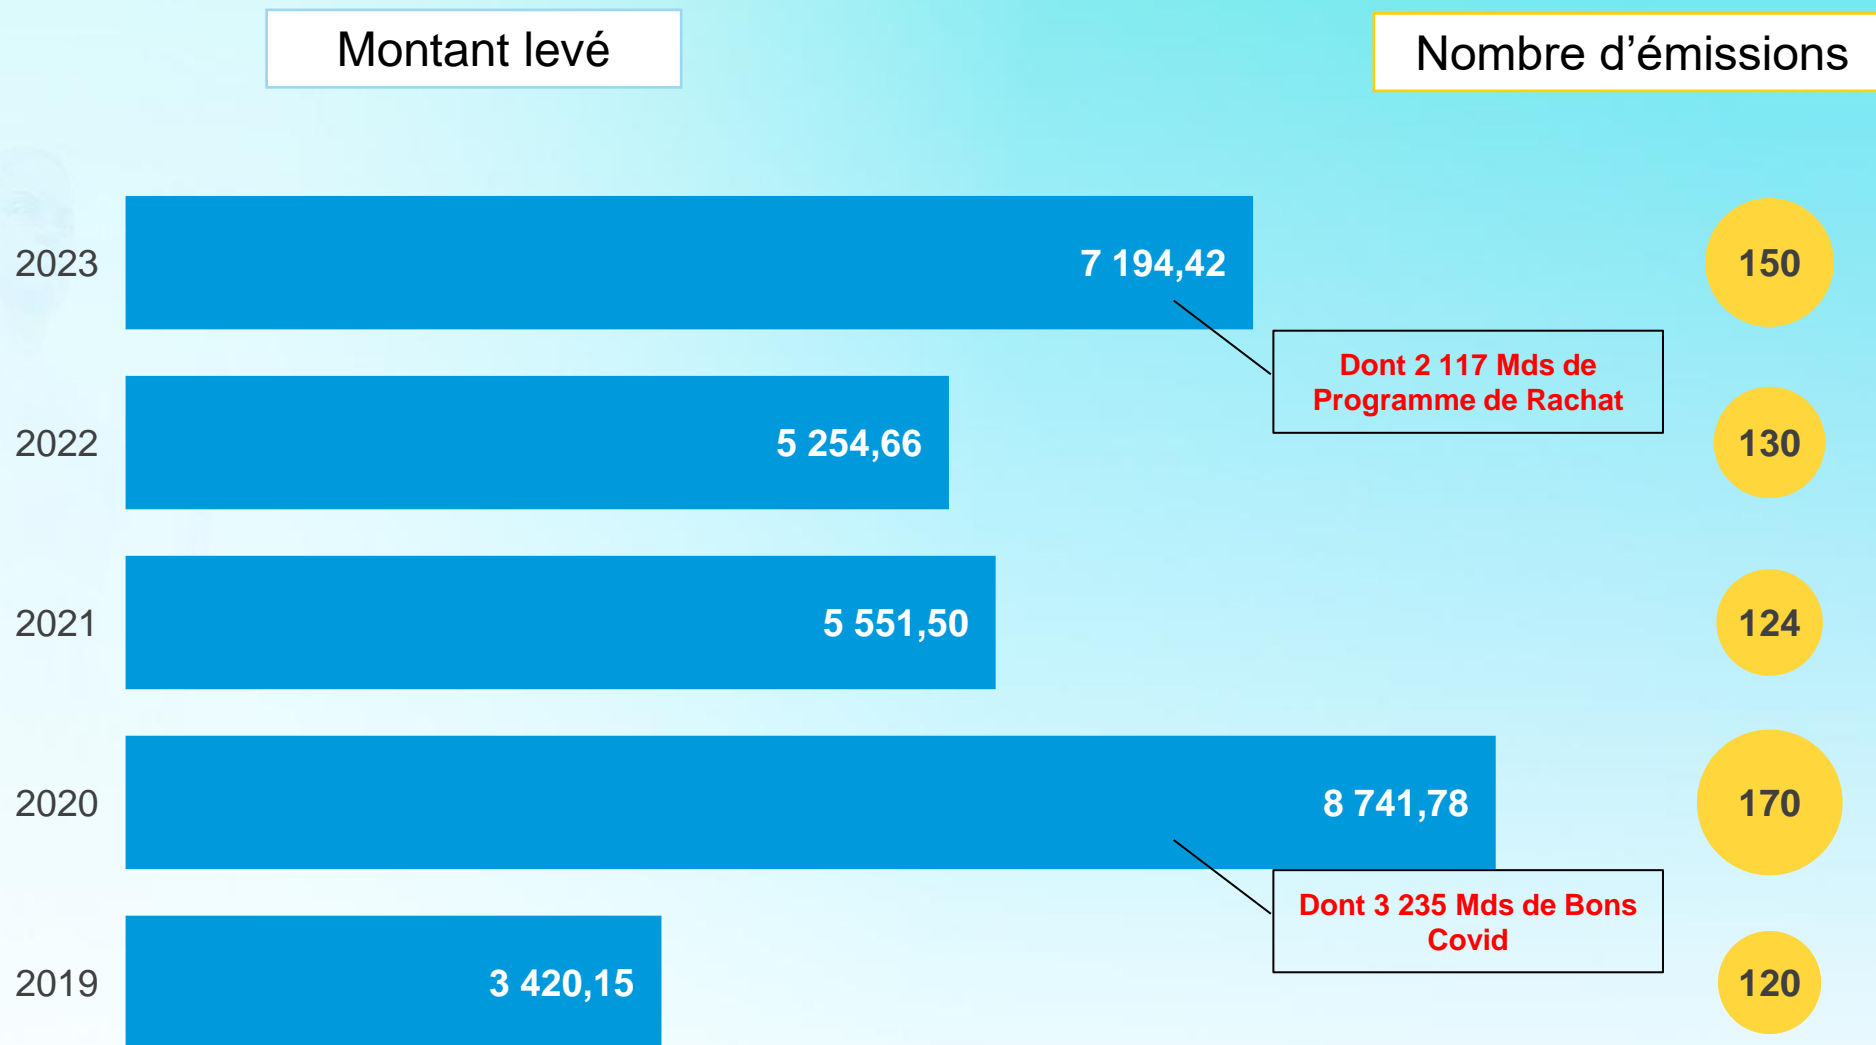 Montant levé
Nombre d’émissions
2023
7 194,42
150
Dont 2 117 Mds de
Programme de Rachat
2022
5 254,66
130
2021
5 551,50
124
2020
8 741,78
170
Dont 3 235 Mds de Bons
Covid
2019
3 420,15
120